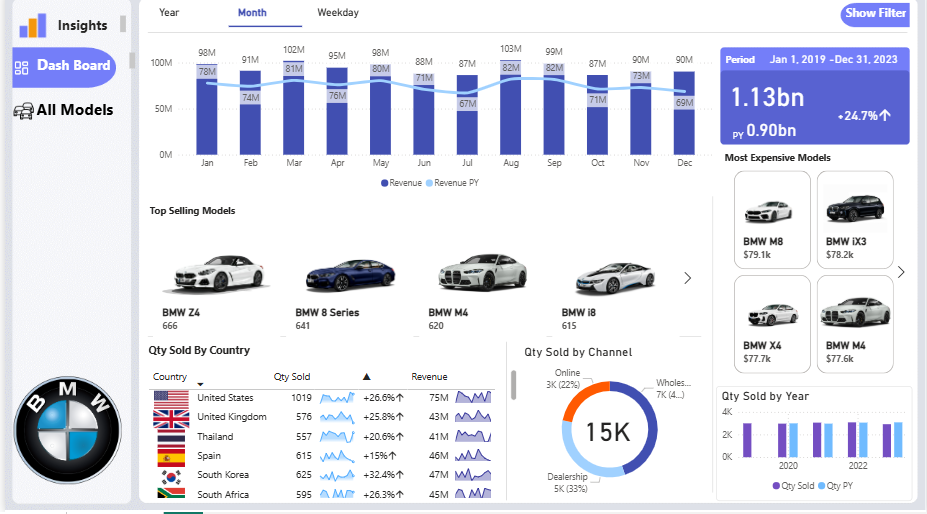 Insights
Dash Board
All Models
BMW
Year Month Weekday
Show Filter
100M
50M
0M
98M 91M 102M 95M 98M 88M 87M 103M 99M 87M 90M 90M
78M 74M 81M 76M 80M 71M 67M 82M 82M 71M 73M 69M
Jan Feb Mar Apr May Jun Jul Aug Sep Oct Nov Dec
Revenue Revenue PY
Period Jan 1, 2019 -Dec 31, 2023
1.13bn
+24.7%↑
PY 0.90bn
Most Expensive Models
BMW M8 BMW iX3
$79.1k $78.2k
BMW X4 BMW M4
$77.7k $77.6k
Top Selling Models
BMW Z4 BMW 8 Series BMW M4 BMW i8
666 641 620 615
Qty Sold By Country
Country Qty Sold ▲ Revenue
United States 1019 +26.6%↑ 75M
United Kingdom 576 +25.8%↑ 43M
Thailand 557 +20.6%↑ 41M
Spain 615 +15%↑ 46M
South Korea 625 +32.4%↑ 47M
South Africa 595 +26.3%↑ 45M
Qty Sold by Channel
Online
3K (22%)
Wholes...
7K (4...)
15K
Dealership
5K (33%)
Qty Sold by Year
4K
2K
0K
2020 2022
Qty Sold Qty PY